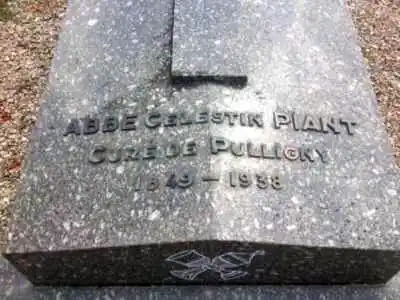 ABBE CELESTIN PIANT
CURE DE PULLIGNY
1849 - 1938